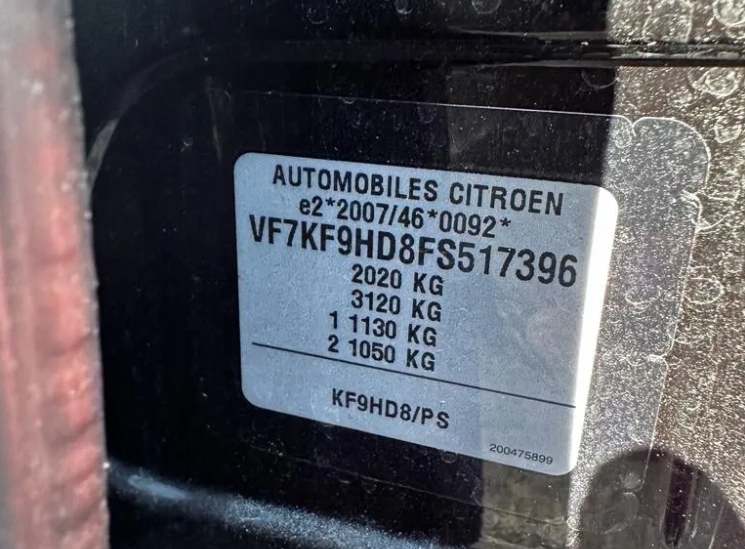 AUTOMOBILES CITROEN
e2*2007/46*0092*
VF7KF9HD8FS517396
2020 KG
3120 KG
1 1130 KG
2 1050 KG
KF9HD8/PS
200475899